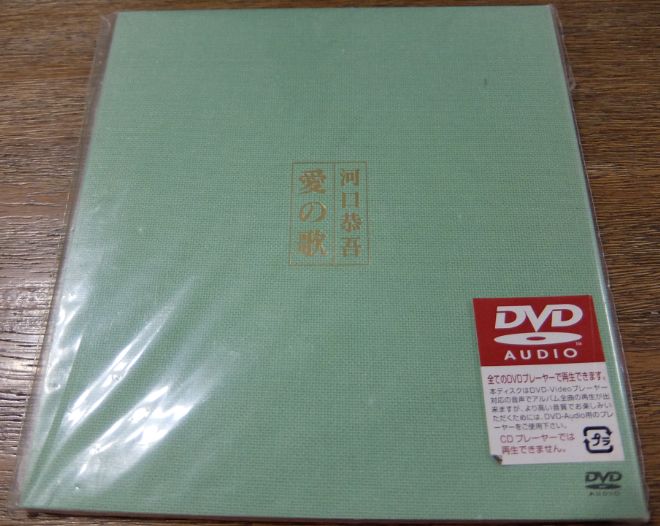 河口恭吾
愛の歌
DVD
AUDIO
全てのDVDプレーヤーで再生できます。
本ディスクはDVD-Videoプレーヤー
対応の音声でアルバム全曲の再生が出
来ますが、より高い音質でお楽しみい
ただくためには、DVD-Audio用のプレ
ーヤーをご使用下さい。
CDプレーヤーでは
再生できません。
プラ
DVD
AUDIO